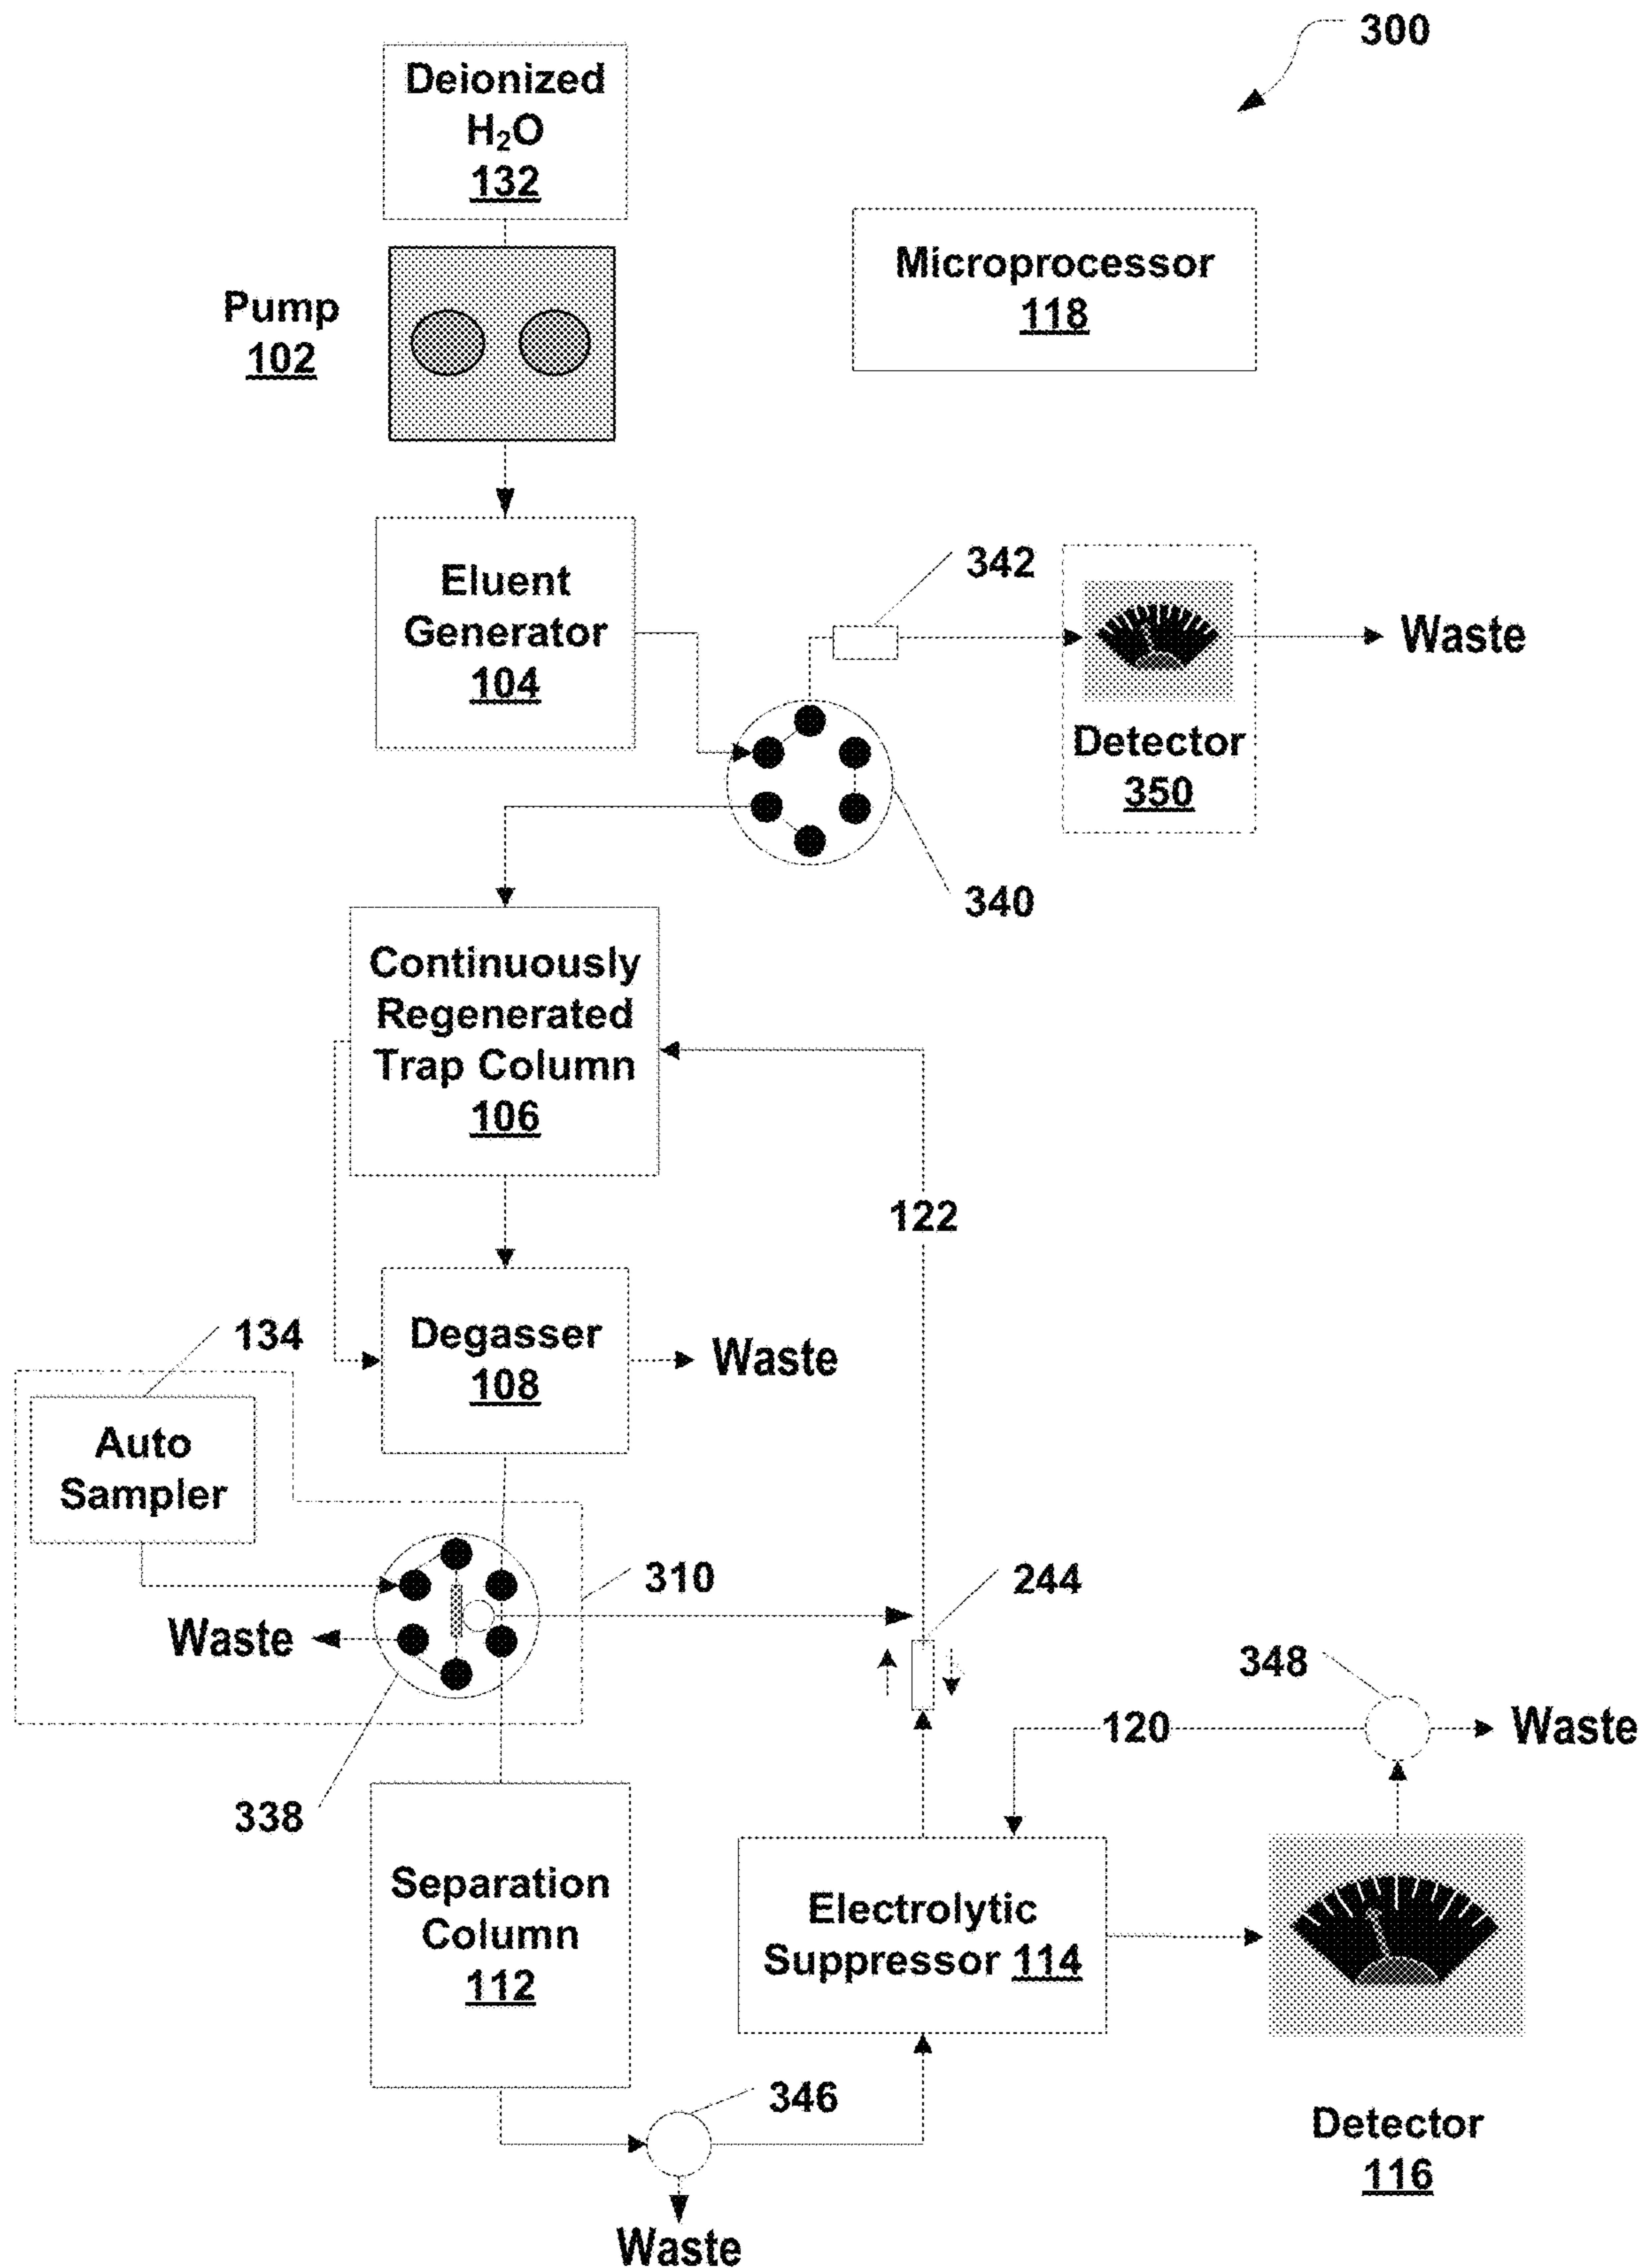 300
Deionized
H₂O
132
Microprocessor
118
Pump
102
342
Eluent
Generator
104
Waste
Detector
350
340
Continuously
Regenerated
Trap Column
106
122
134
Degasser
108
Waste
Auto
Sampler
310
244
Waste
348
120
Waste
338
Separation
Column
112
Electrolytic
Suppressor 114
346
Detector
116
Waste